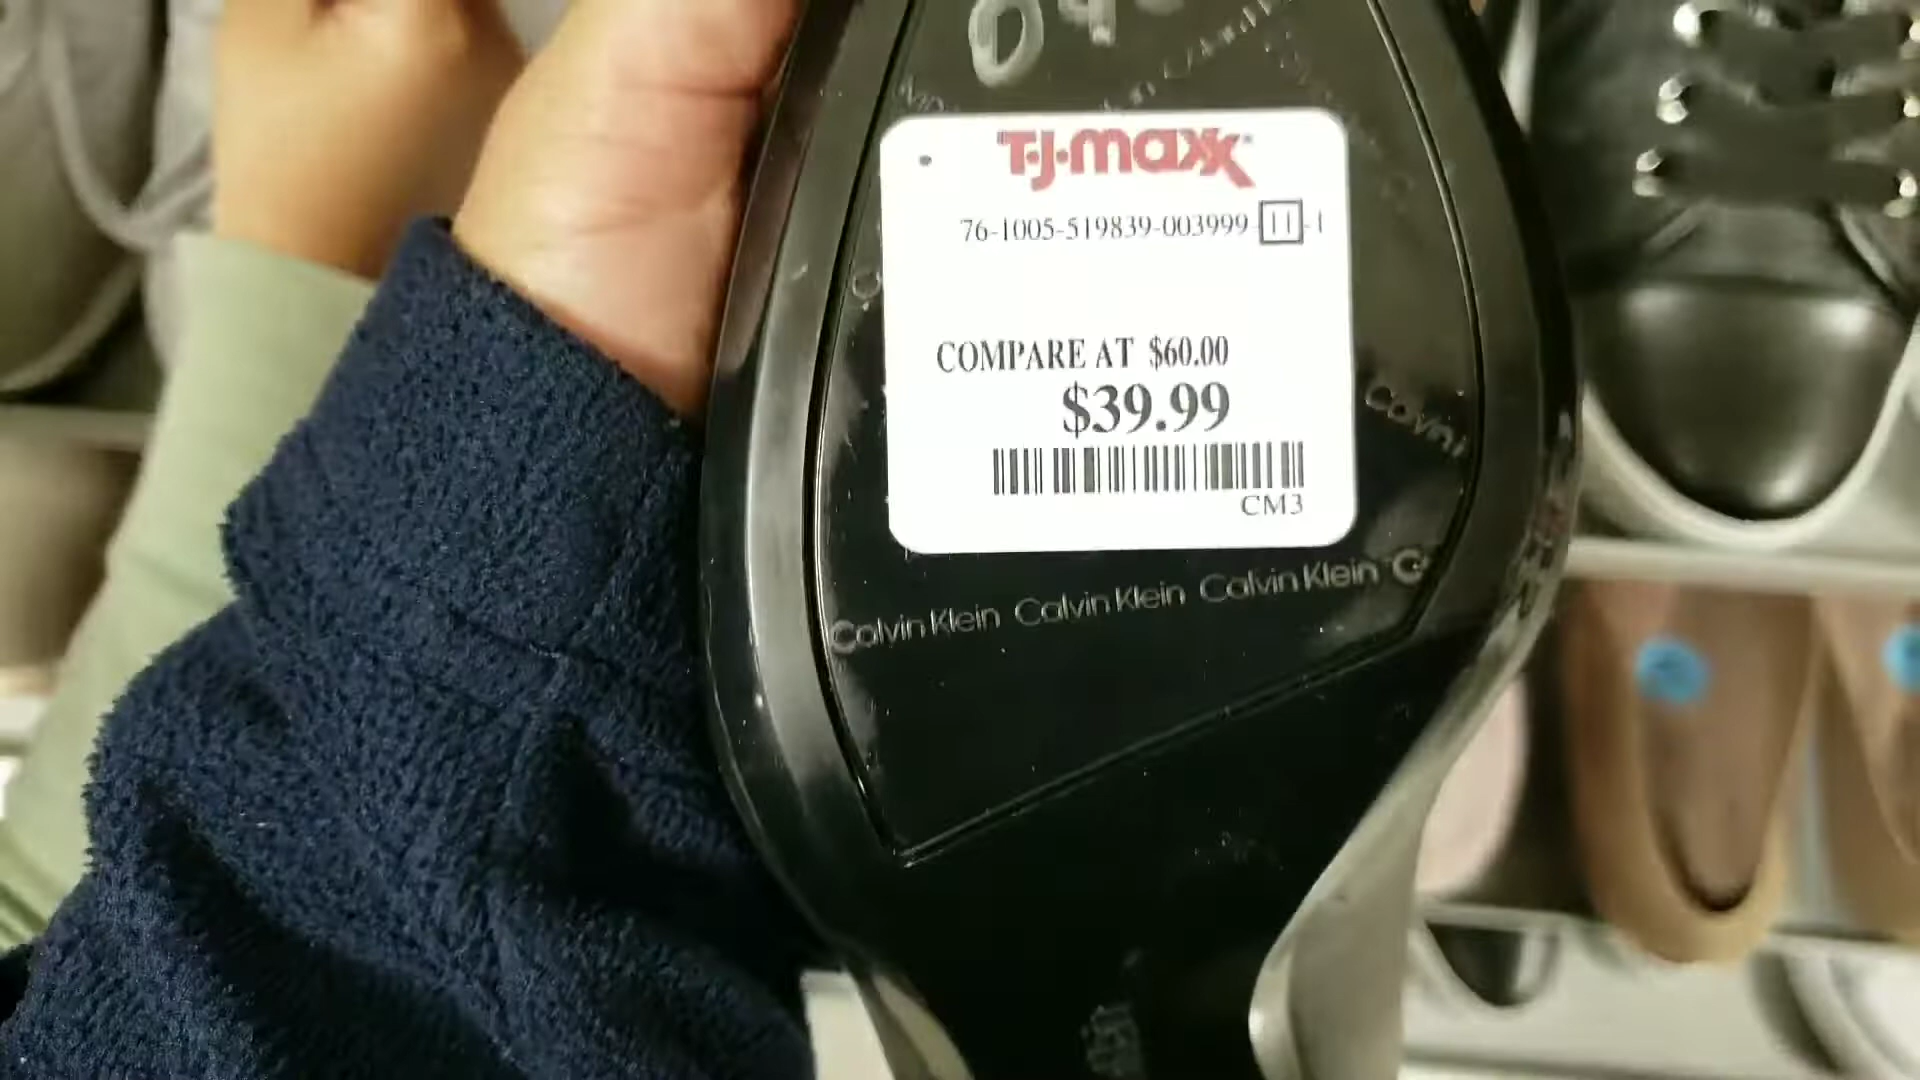 T·J·maxx
76-1005-519839-003999-11-1
COMPARE AT $60.00
$39.99
CM3
Calvin
Calvin Klein Calvin Klein Calvin Klein C